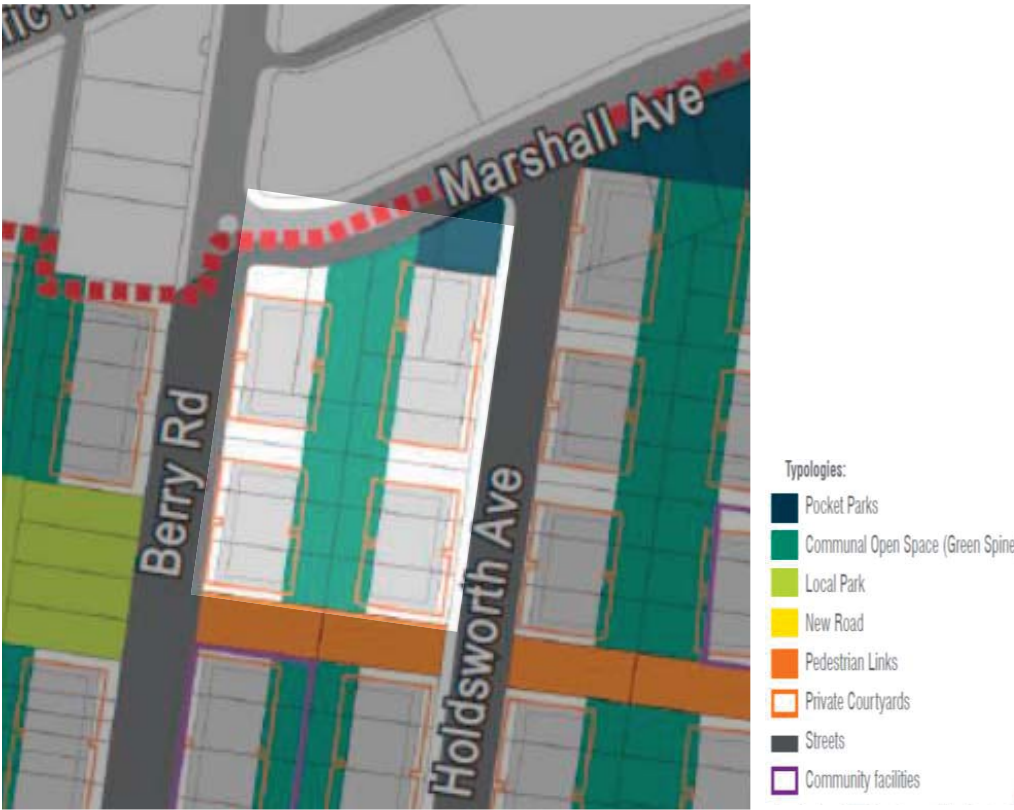 Marshall Ave
Berry Rd
Holdsworth Ave
Typologies:
Pocket Parks
Communal Open Space (Green Spine
Local Park
New Road
Pedestrian Links
Private Courtyards
Streets
Community facilities